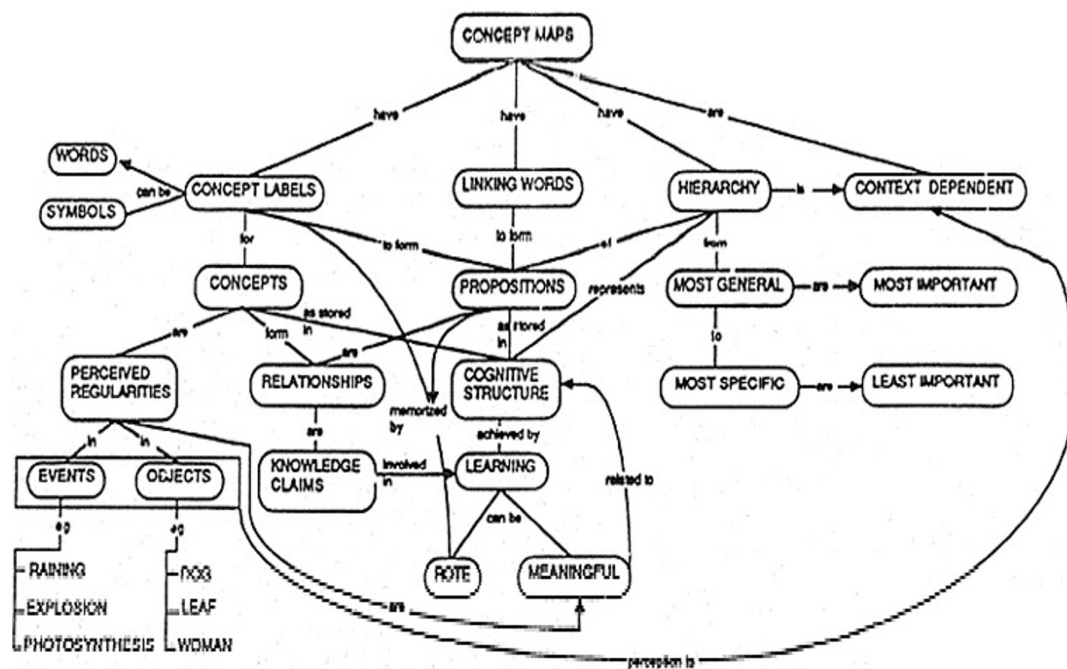 CONCEPT MAPS
have
have
have
are
WORDS
can be
SYMBOLS
CONCEPT LABELS
LINKING WORDS
HIERARCHY
is
CONTEXT DEPENDENT
for
to form
to form
of
from
represents
CONCEPTS
PROPOSITIONS
MOST GENERAL
are
MOST IMPORTANT
are
form
as stored
in
are
as stored
in
to
PERCEIVED
REGULARITIES
RELATIONSHIPS
COGNITIVE
STRUCTURE
MOST SPECIFIC
are
LEAST IMPORTANT
memorized
by
in
in
are
achieved by
EVENTS
OBJECTS
KNOWLEDGE
CLAIMS
involved
in
LEARNING
related to
eg
eg
can be
RAINING
DOG
ROTE
MEANINGFUL
EXPLOSION
LEAF
are
PHOTOSYNTHESIS
WOMAN
perception is